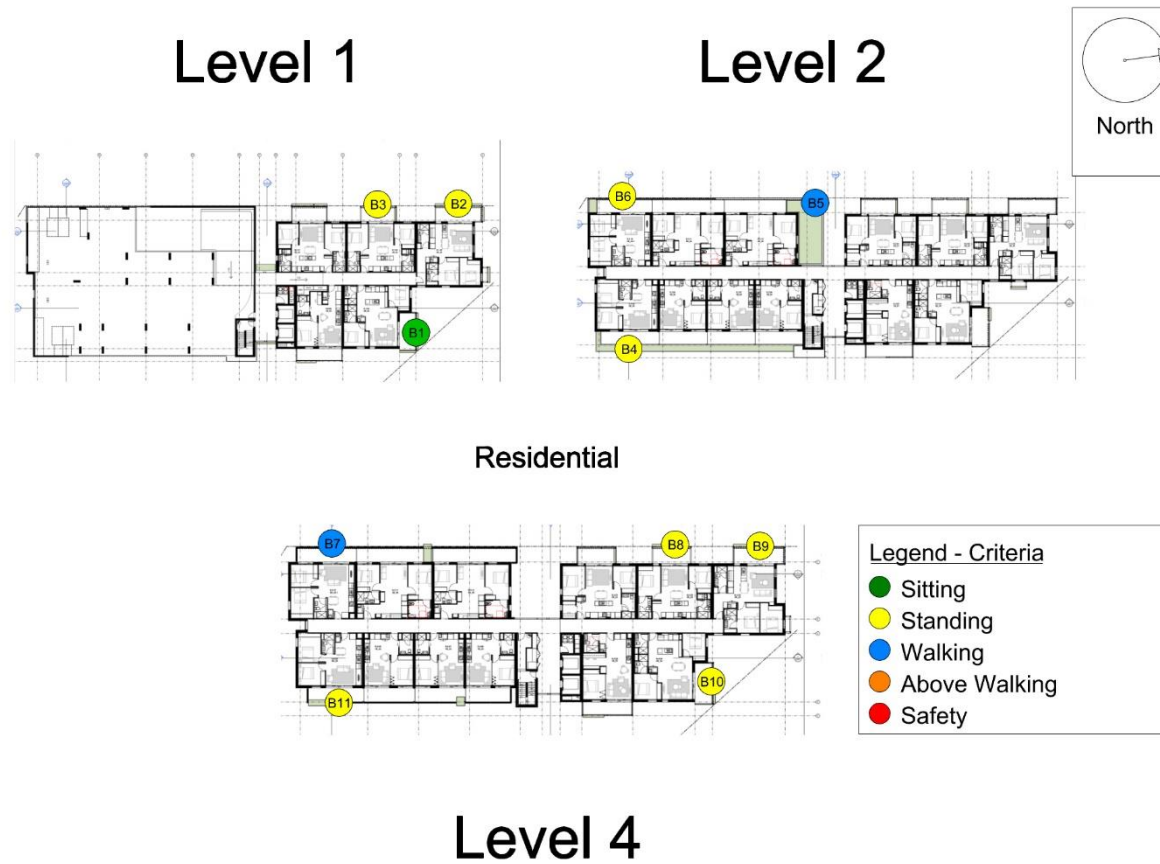 Level 1
Level 2
North
B3
B2
B1
B6
B5
B4
Residential
B7
B8
B9
B10
B11
Legend - Criteria
Sitting
Standing
Walking
Above Walking
Safety
Level 4